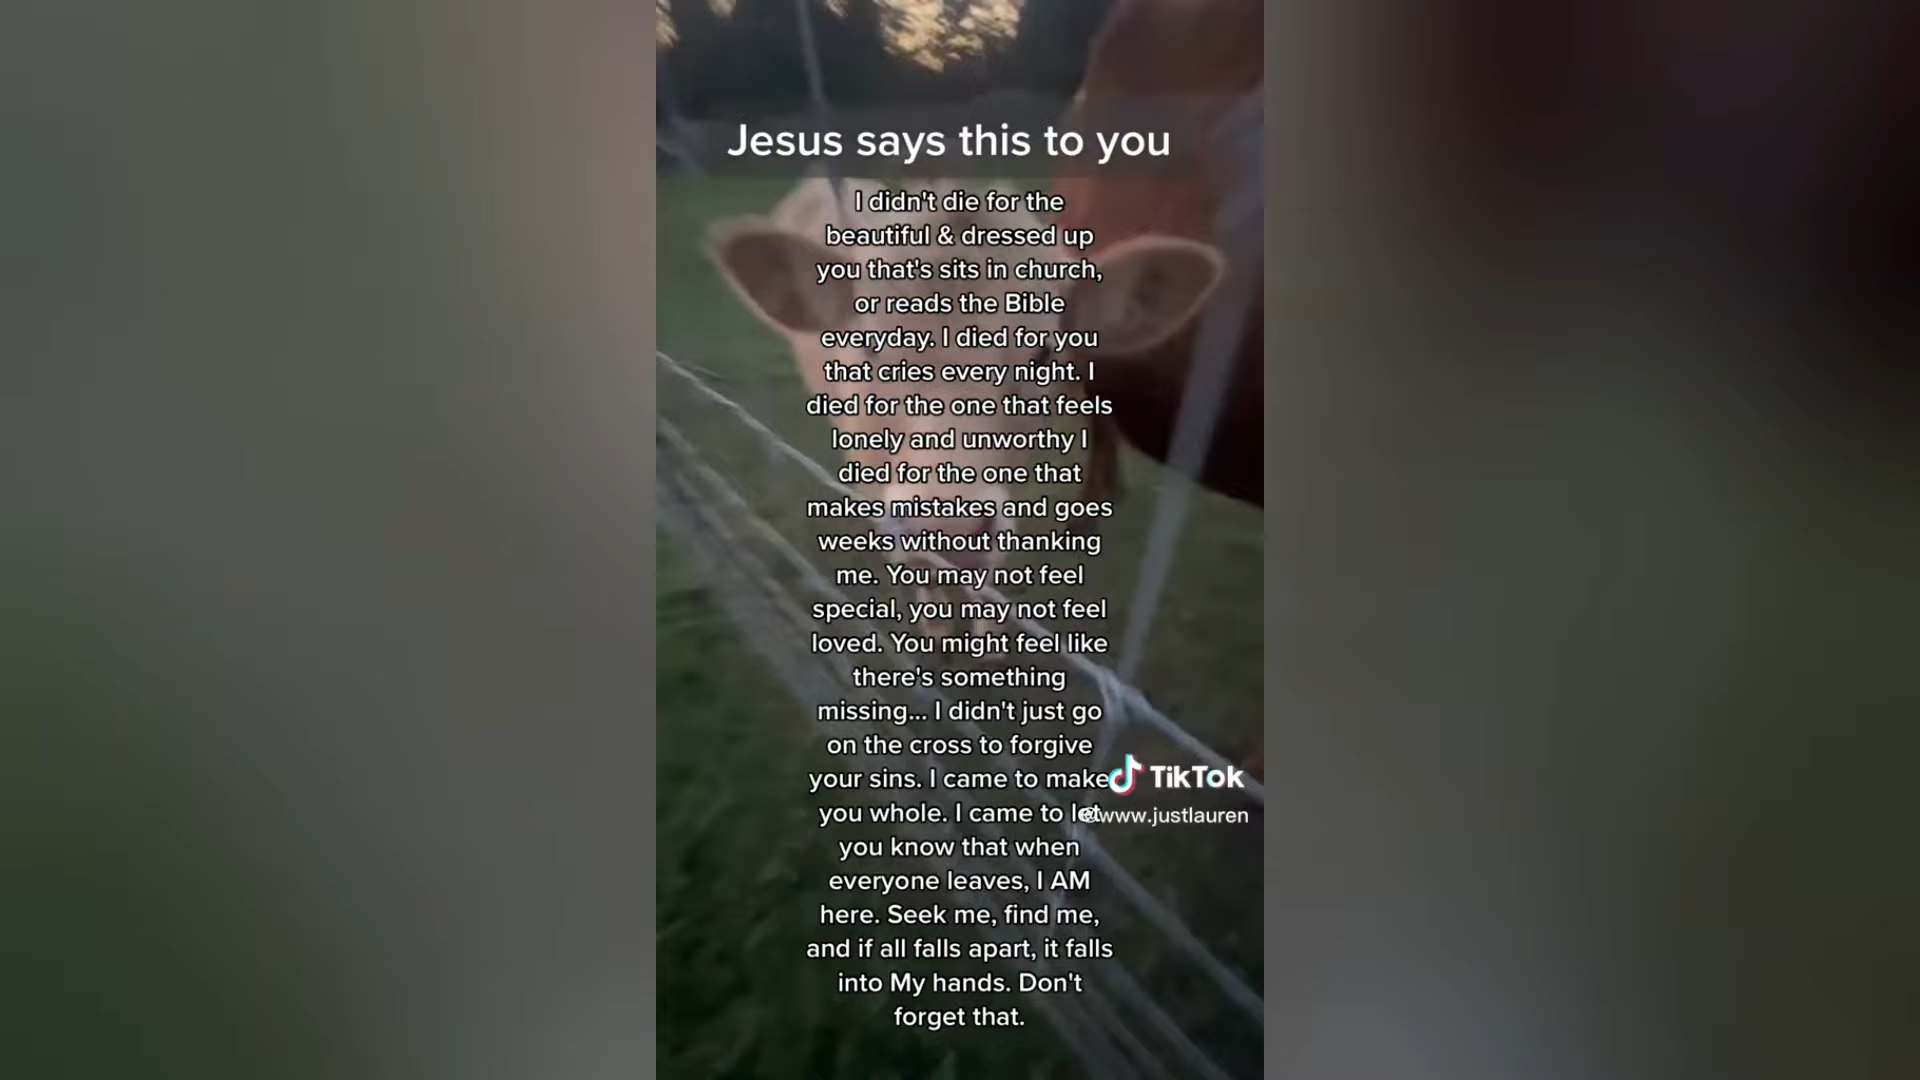 Jesus says this to you
I didn't die for the
beautiful & dressed up
you that's sits in church,
or reads the Bible
everyday. I died for you
that cries every night. I
died for the one that feels
lonely and unworthy I
died for the one that
makes mistakes and goes
weeks without thanking
me. You may not feel
special, you may not feel
loved. You might feel like
there's something
missing... I didn't just go
on the cross to forgive
your sins. I came to make
you whole. I came to let
you know that when
everyone leaves, I AM
here. Seek me, find me,
and if all falls apart, it falls
into My hands. Don't
forget that.
TikTok
@www.justlauren